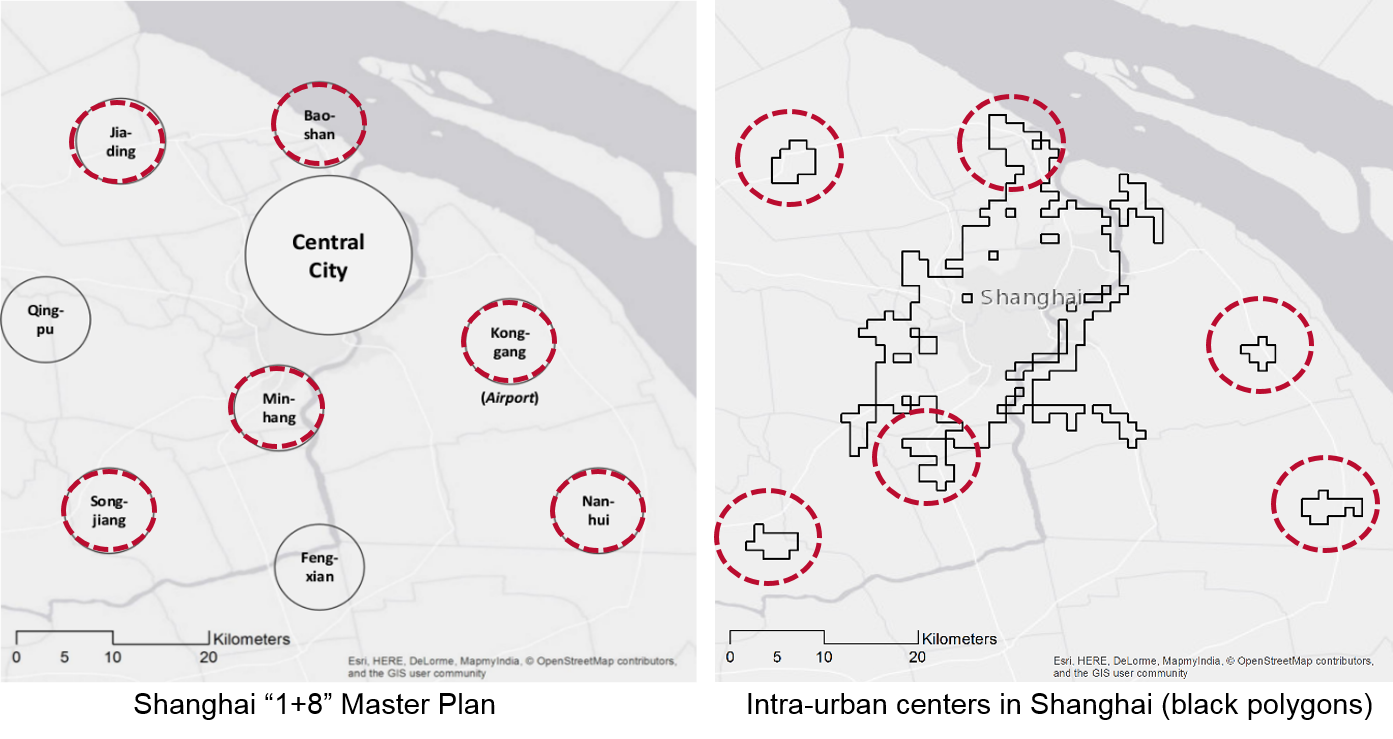 Jia-
ding
Bao-
shan
Central
City
Qing-
pu
Kong-
gang
(Airport)
Min-
hang
Song-
jiang
Nan-
hui
Feng-
xian
Kilometers
0 5 10 20
Esri, HERE, DeLorme, MapmyIndia, © OpenStreetMap contributors,
and the GIS user community
Shanghai “1+8” Master Plan
Shanghai
Kilometers
0 5 10 20
Esri, HERE, DeLorme, MapmyIndia, © OpenStreetMap contributors,
and the GIS user community
Intra-urban centers in Shanghai (black polygons)